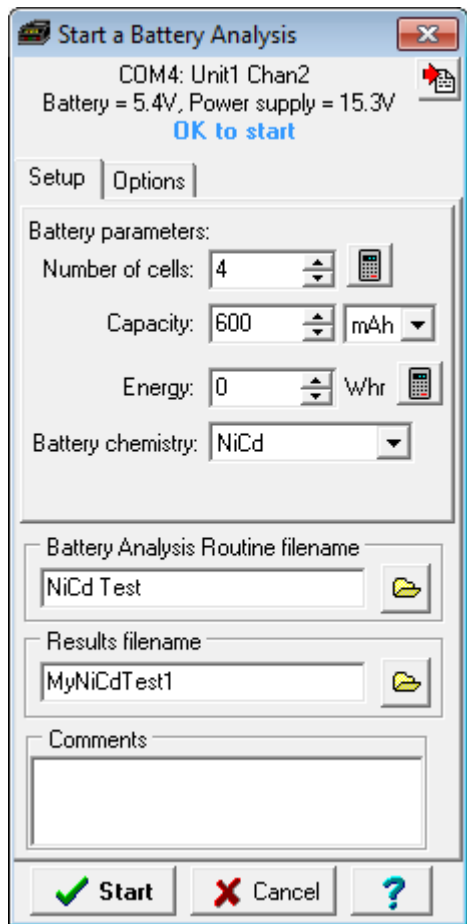 Start a Battery Analysis
COM4: Unit1 Chan2
Battery = 5.4V, Power supply = 15.3V
OK to start
Setup Options
Battery parameters:
Number of cells: 4
Capacity: 600 mAh
Energy: 0 Whr
Battery chemistry: NiCd
Battery Analysis Routine filename
NiCd Test
Results filename
MyNiCdTest1
Comments
Start Cancel ?